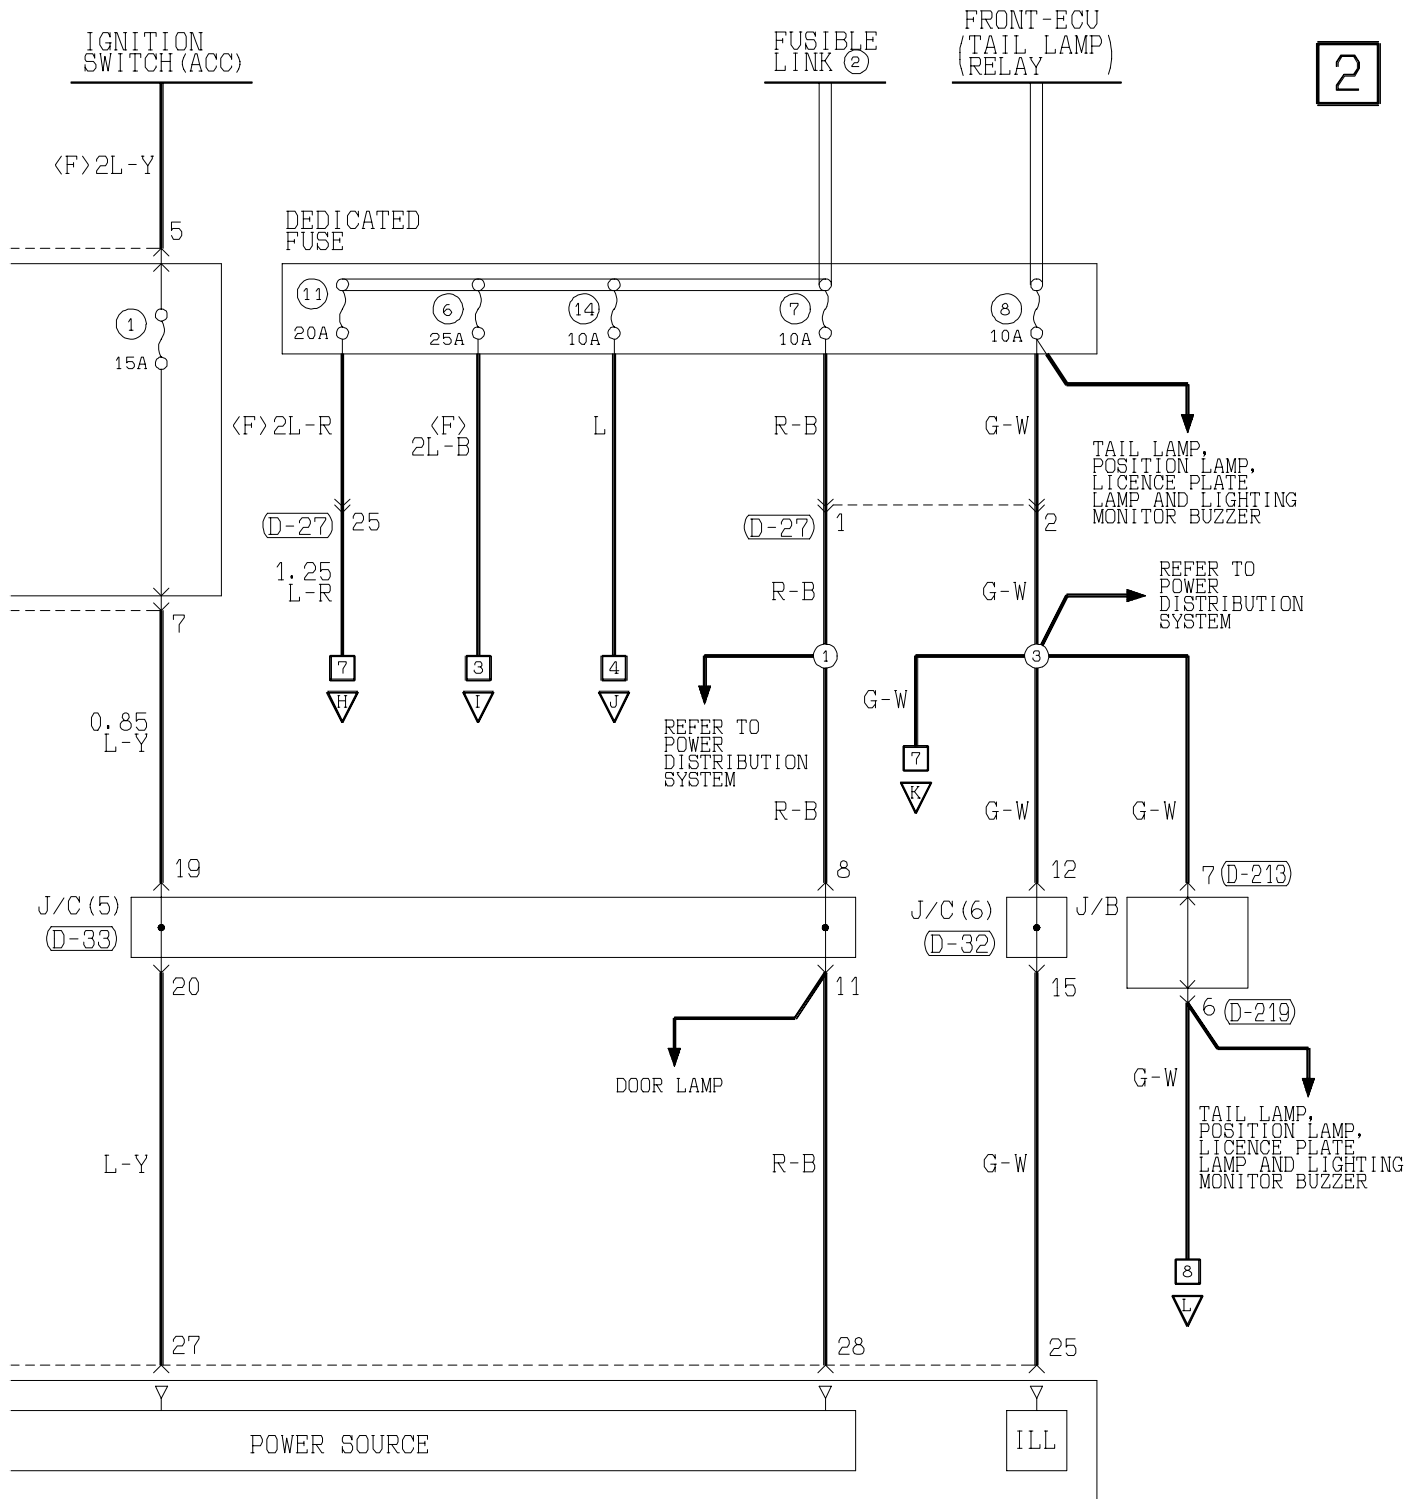 IGNITION
SWITCH(ACC)
FUSIBLE
LINK ②
FRONT-ECU
(TAIL LAMP)
(RELAY )
2
<F>2L-Y
5
DEDICATED
FUSE
1
15A
11
20A
6
25A
14
10A
7
10A
8
10A
<F>2L-R
<F>
2L-B
L
R-B
G-W
TAIL LAMP,
POSITION LAMP,
LICENCE PLATE
LAMP AND LIGHTING
MONITOR BUZZER
(D-27) 25
(D-27) 1
2
1.25
L-R
R-B
G-W
REFER TO
POWER
DISTRIBUTION
SYSTEM
7
7
H
3
I
4
J
1
3
0.85
L-Y
REFER TO
POWER
DISTRIBUTION
SYSTEM
G-W
7
K
R-B
G-W
G-W
19
8
12
7 (D-213)
J/C(5)
(D-33)
J/C(6)
(D-32)
J/B
20
11
15
6 (D-219)
DOOR LAMP
G-W
TAIL LAMP,
POSITION LAMP,
LICENCE PLATE
LAMP AND LIGHTING
MONITOR BUZZER
L-Y
R-B
G-W
8
L
27
28
25
POWER SOURCE
ILL